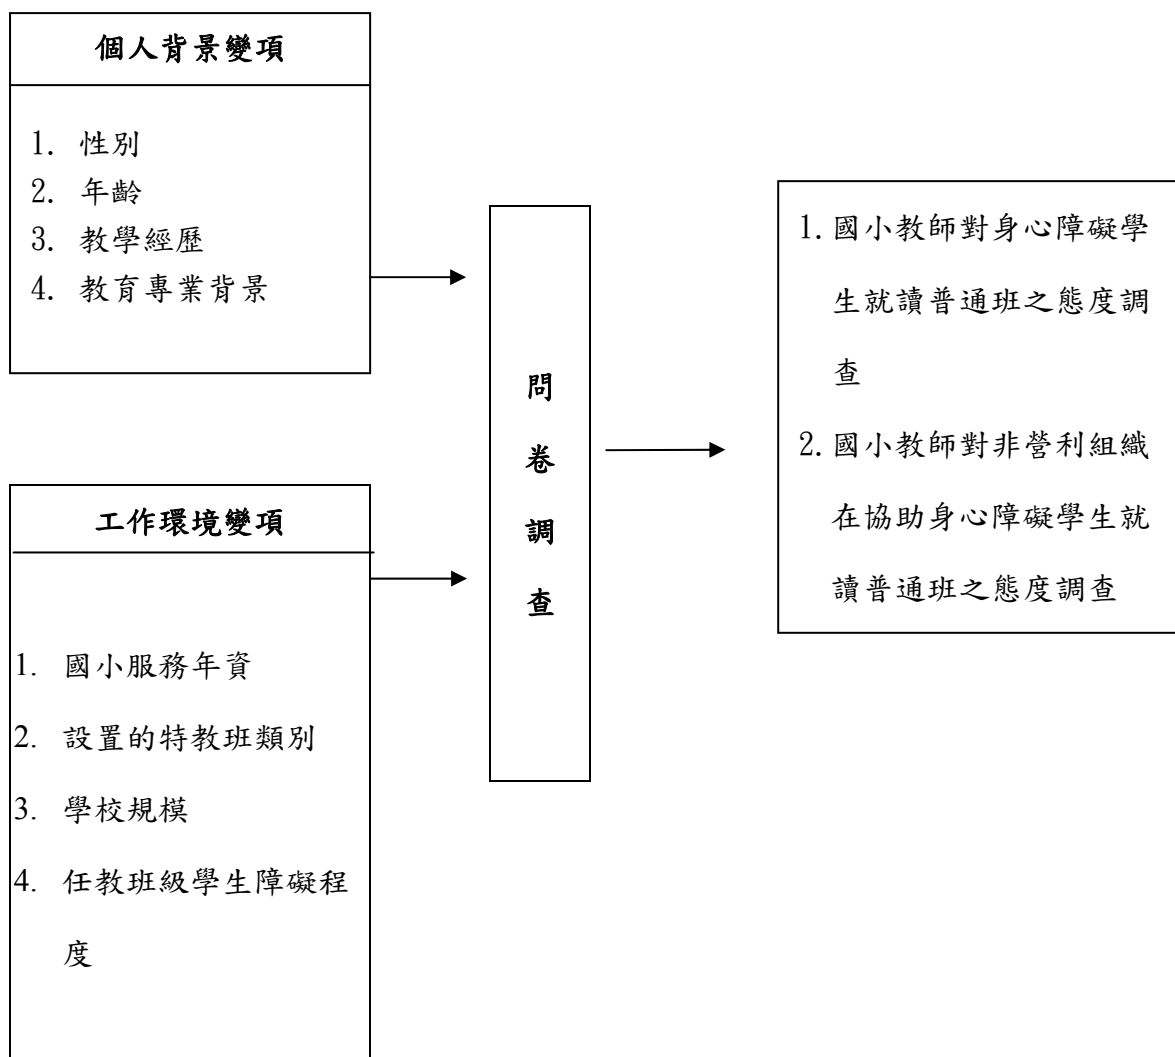 個人背景變項
1. 性別
2. 年齡
3. 教學經歷
4. 教育專業背景
工作環境變項
1. 國小服務年資
2. 設置的特教班類別
3. 學校規模
4. 任教班級學生障礙程
度
問
卷
調
查
1. 國小教師對身心障礙學
生就讀普通班之態度調
查
2. 國小教師對非營利組織
在協助身心障礙學生就
讀普通班之態度調查